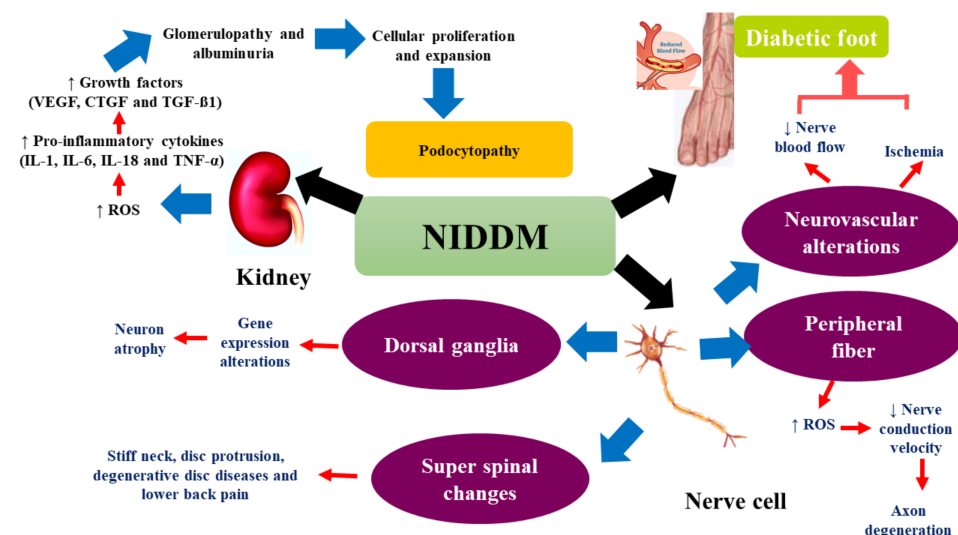 Glomerulopathy and
albuminuria
Cellular proliferation
and expansion
Reduced
Blood Flow
Diabetic foot
↑ Growth factors
(VEGF, CTGF and TGF-ß1)
↑ Pro-inflammatory cytokines
(IL-1, IL-6, IL-18 and TNF-α)
↑ ROS
Podocytopathy
↓ Nerve
blood flow
Ischemia
Neurovascular
alterations
NIDDM
Kidney
Neuron
atrophy
Gene
expression
alterations
Dorsal ganglia
Peripheral
fiber
↑ ROS
↓ Nerve
conduction
velocity
Axon
degeneration
Stiff neck, disc protrusion,
degenerative disc diseases and
lower back pain
Super spinal
changes
Nerve cell